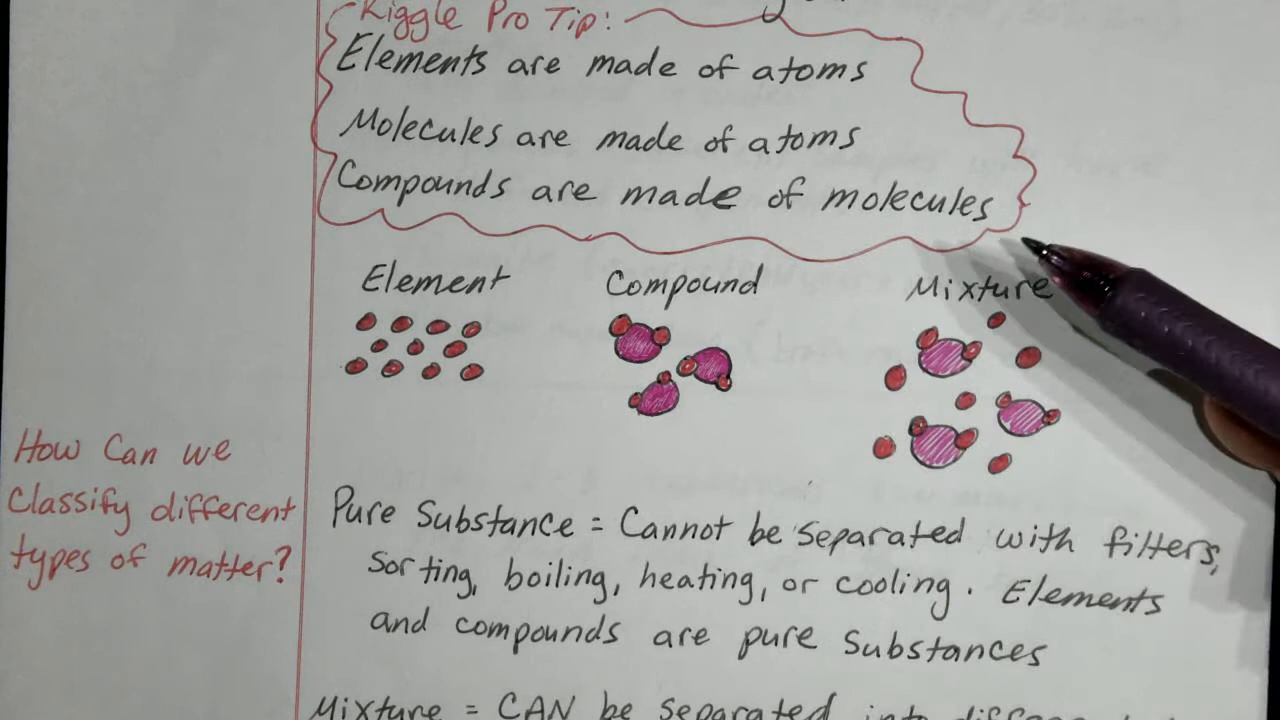 Kiggle Pro Tip:
Elements are made of atoms
Molecules are made of atoms
Compounds are made of molecules
Element Compound Mixture
How Can we
Classify different
types of matter?
Pure Substance = Cannot be separated with filters,
Sorting, boiling, heating, or cooling. Elements
and compounds are pure Substances
Mixture = CAN be separated into